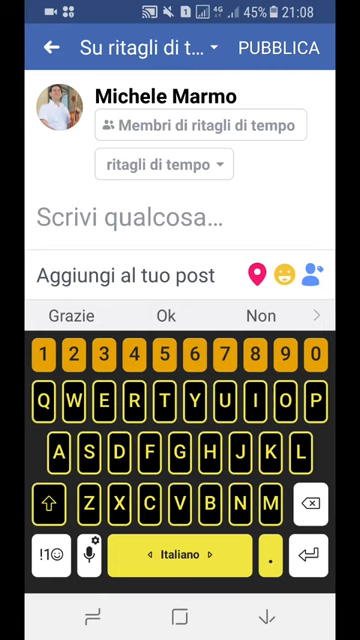 4G 45% 21:08
Su ritagli di t... PUBBLICA
Michele Marmo
Membri di ritagli di tempo
ritagli di tempo
Scrivi qualcosa...
Aggiungi al tuo post
Grazie Ok Non
1 2 3 4 5 6 7 8 9 0
Q W E R T Y U I O P
A S D F G H J K L
Z X C V B N M
!1☺ Italiano .